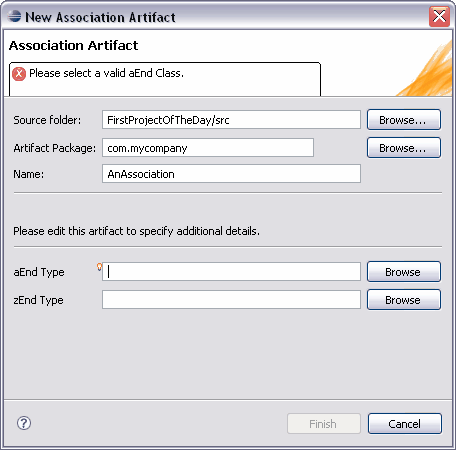 New Association Artifact
Association Artifact
Please select a valid aEnd Class.
Source folder: FirstProjectOfTheDay/src Browse...
Artifact Package: com.mycompany Browse...
Name: AnAssociation
Please edit this artifact to specify additional details.
aEnd Type Browse
zEnd Type Browse
? Finish Cancel